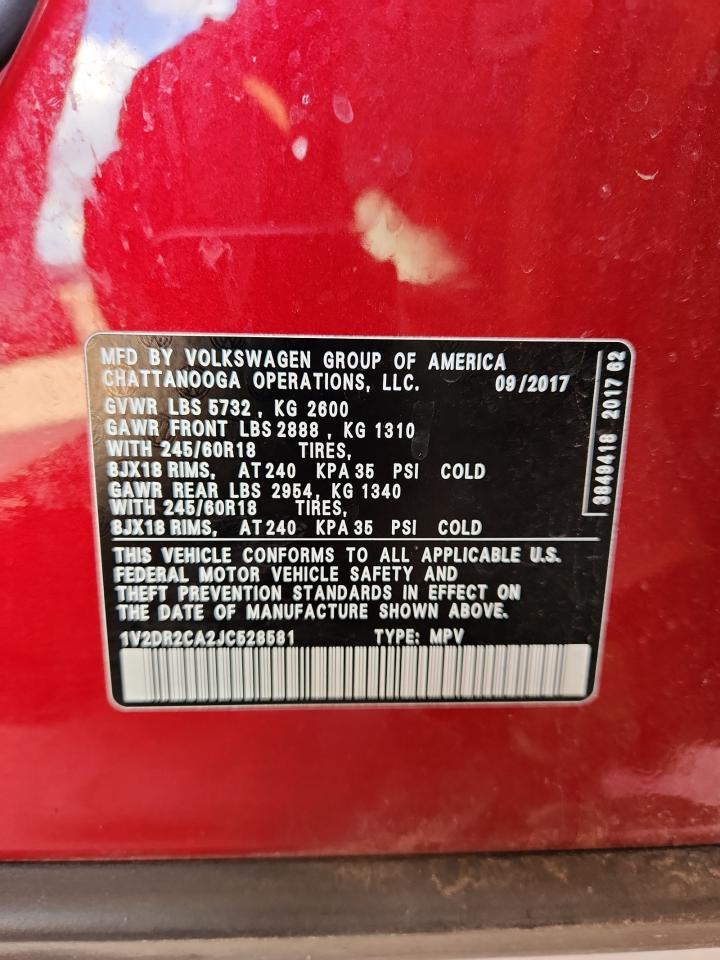 MFD BY VOLKSWAGEN GROUP OF AMERICA
CHATTANOOGA OPERATIONS, LLC. 09/2017
GVWR LBS 5732, KG 2600
GAWR FRONT LBS 2888, KG 1310
WITH 245/60R18 TIRES,
8JX18 RIMS, AT 240 KPA 35 PSI COLD
GAWR REAR LBS 2954, KG 1340
WITH 245/60R18 TIRES,
8JX18 RIMS, AT 240 KPA 35 PSI COLD
THIS VEHICLE CONFORMS TO ALL APPLICABLE U.S.
FEDERAL MOTOR VEHICLE SAFETY AND
THEFT PREVENTION STANDARDS IN EFFECT ON
THE DATE OF MANUFACTURE SHOWN ABOVE.
1V2DR2CA2JC528581 TYPE: MPV
3849418 2017 62